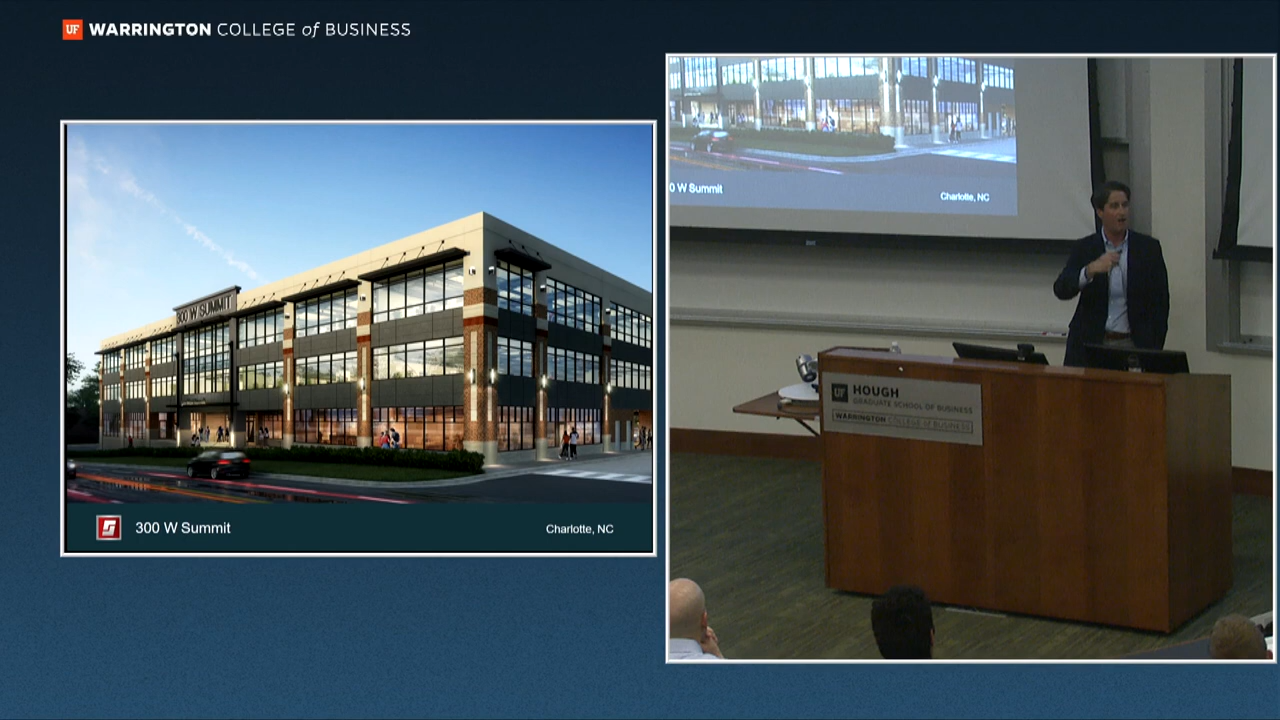 UF WARRINGTON COLLEGE of BUSINESS
300 W SUMMIT
300 W Summit
Charlotte, NC
0 W Summit
Charlotte, NC
UF HOUGH
GRADUATE SCHOOL OF BUSINESS
WARRINGTON COLLEGE of BUSINESS